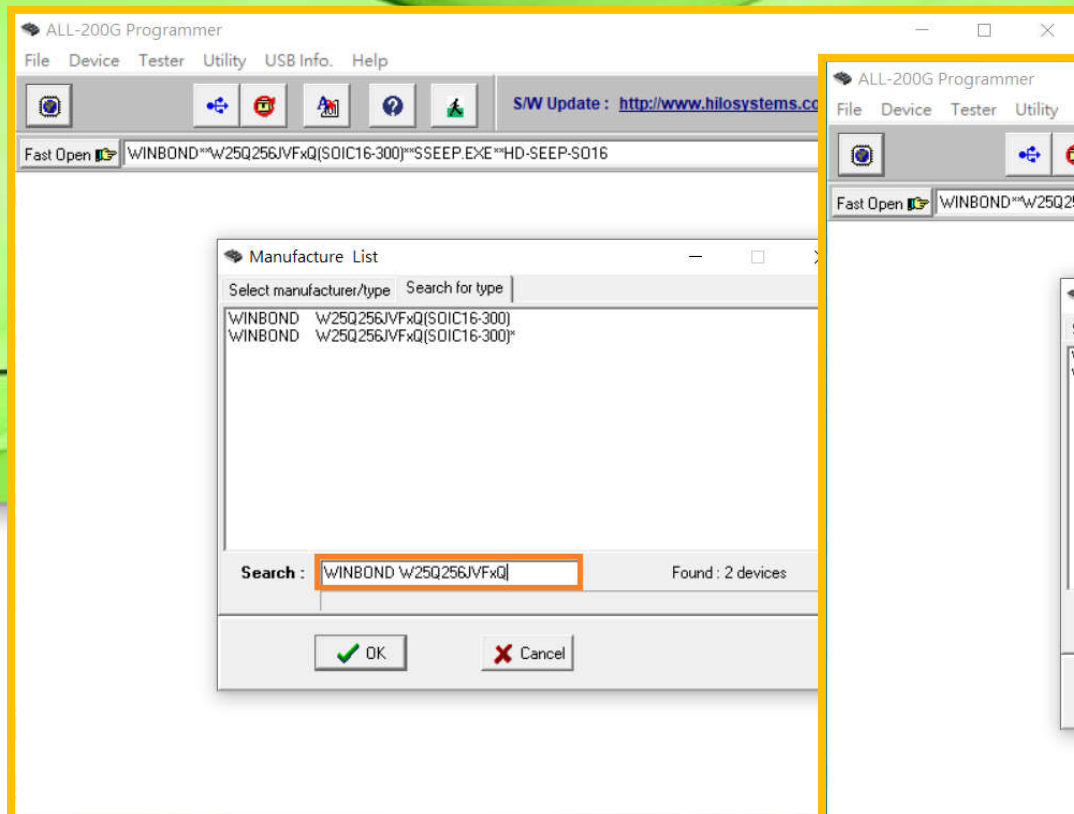 ALL-200G Programmer
File Device Tester Utility USB Info. Help
S/W Update : http://www.hilosystems.co
Fast Open WINBOND**W25Q256JVFxQ(SOIC16-300)**SSEEP.EXE**HD-SEEP-SO16
Manufacture List
Select manufacturer/type Search for type
WINBOND W25Q256JVFxQ(SOIC16-300)
WINBOND W25Q256JVFxQ(SOIC16-300)*
Search : WINBOND W25Q256JVFxQ Found : 2 devices
OK Cancel
ALL-200G Programmer
File Device Tester Utility
Fast Open WINBOND**W25Q25